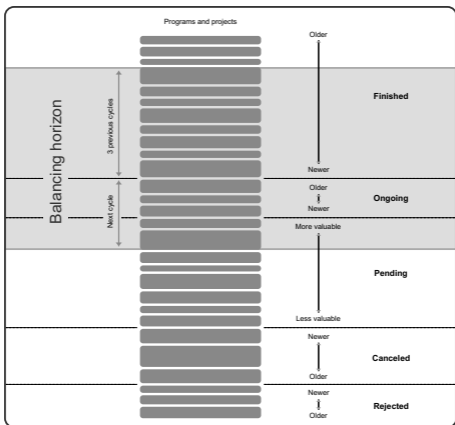 Programs and projects
Older
Finished
Balancing horizon
3 previous cycles
Newer
Older
Ongoing
Next cycle
Newer
More valuable
Pending
Less valuable
Newer
Canceled
Older
Newer
Rejected
Older